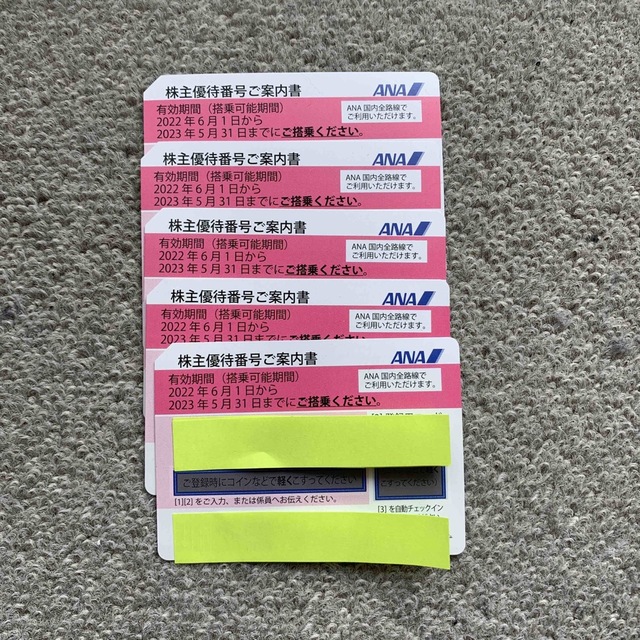 株主優待番号ご案内書 ANA
有効期間（搭乗可能期間）
2022年6月1日から
2023年5月31日までにご搭乗ください。
ANA国内全路線で
ご利用いただけます。
株主優待番号ご案内書 ANA
有効期間（搭乗可能期間）
2022年6月1日から
2023年5月31日までにご搭乗ください。
ANA国内全路線で
ご利用いただけます。
株主優待番号ご案内書 ANA
有効期間（搭乗可能期間）
2022年6月1日から
2023年5月31日までにご搭乗ください。
ANA国内全路線で
ご利用いただけます。
株主優待番号ご案内書 ANA
有効期間（搭乗可能期間）
2022年6月1日から
2023年5月31日までにご搭乗ください。
ANA国内全路線で
ご利用いただけます。
株主優待番号ご案内書 ANA
有効期間（搭乗可能期間）
2022年6月1日から
2023年5月31日までにご搭乗ください。
ANA国内全路線で
ご利用いただけます。
ご登録時にコインなどで軽くこすってください
こすってください）
[1][2]をご入力、または係員へお伝えください。
[3]を自動チェックイン